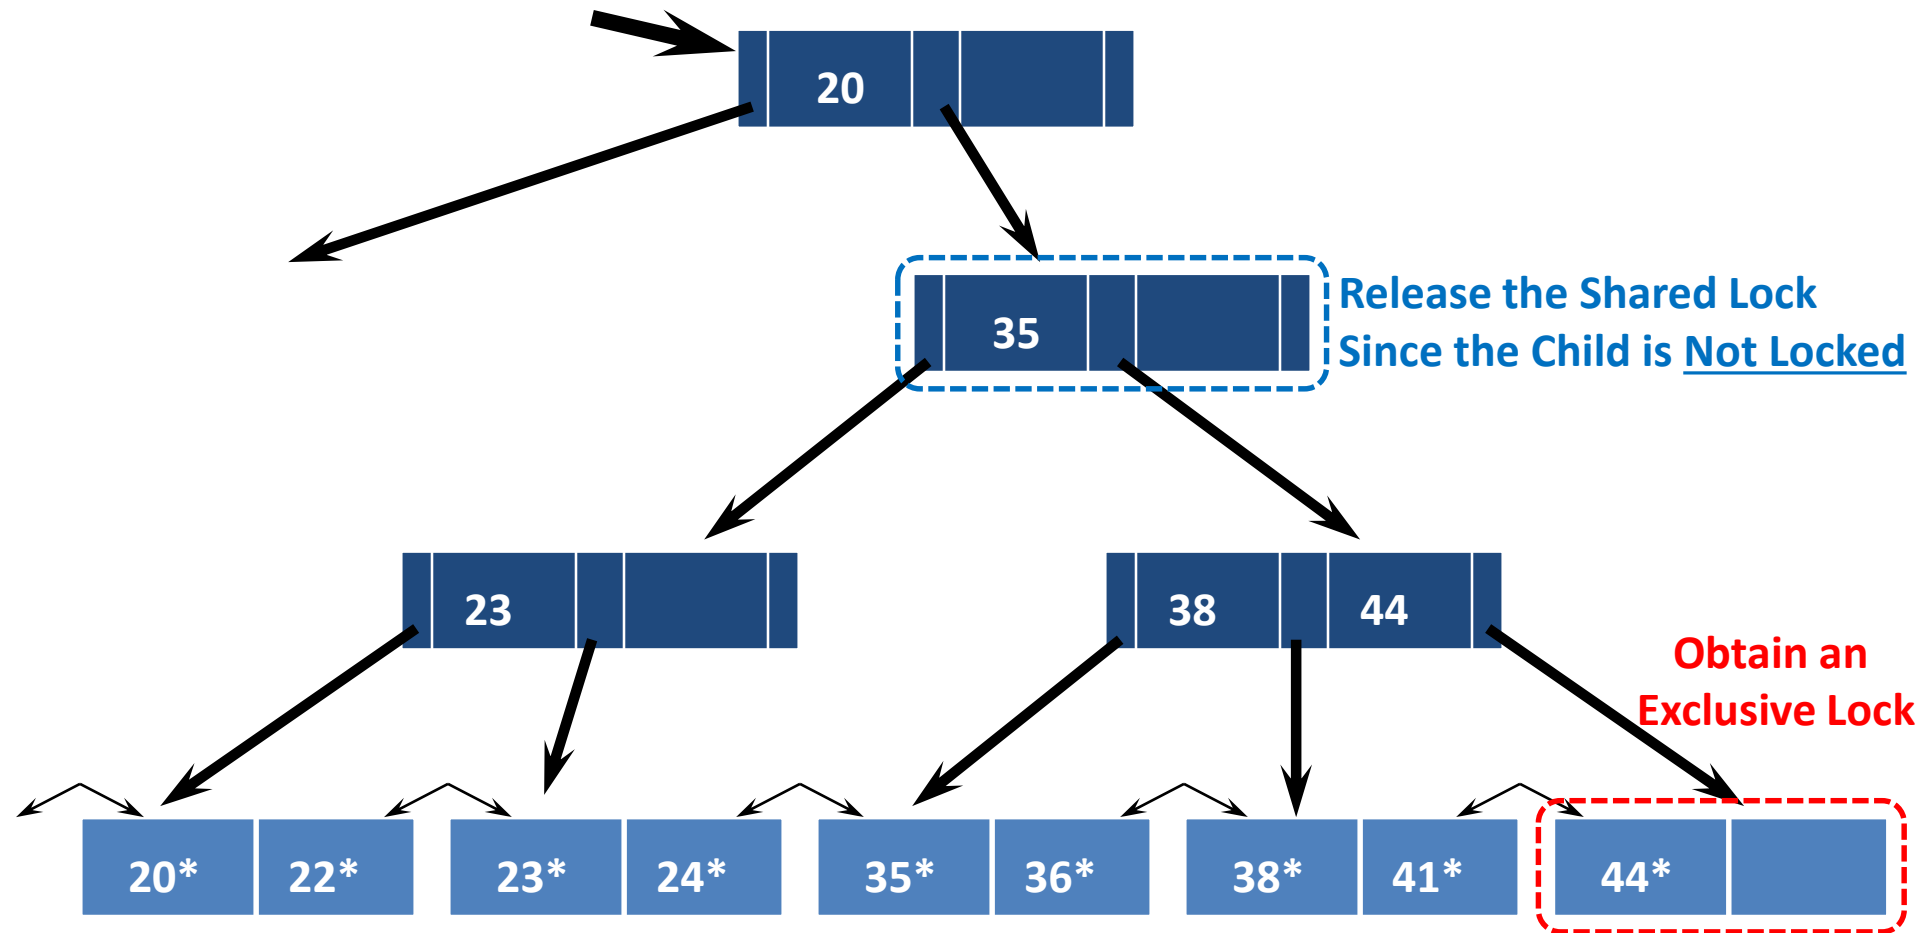 20
35
Release the Shared Lock
Since the Child is Not Locked
23
38 44
Obtain an
Exclusive Lock
20* 22* 23* 24* 35* 36* 38* 41* 44*